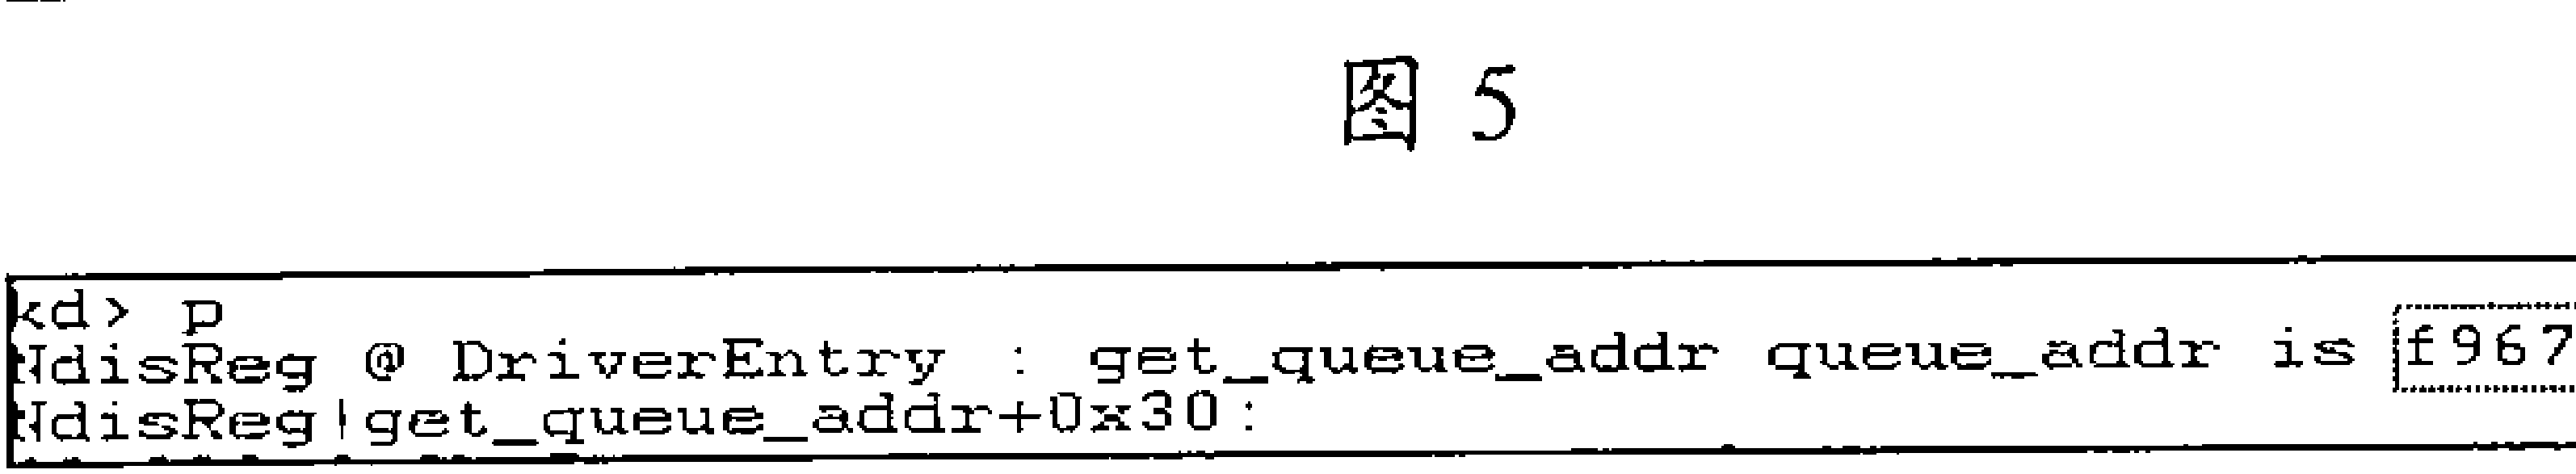 图 5
kd> p
NdisReg @ DriverEntry : get_queue_addr queue_addr is f967
NdisReg!get_queue_addr+0x30: